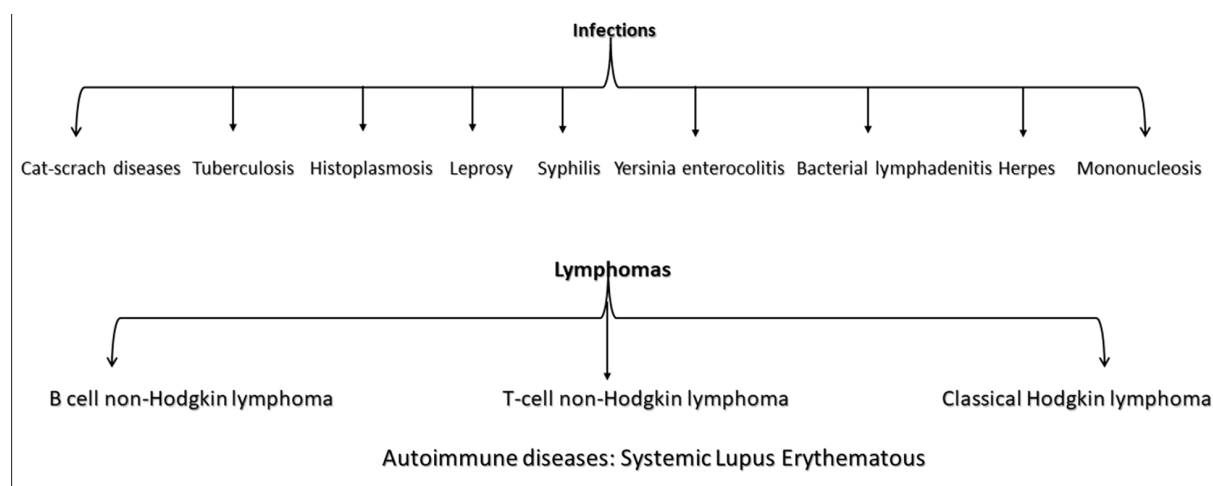 Infections
Cat-scrach diseases Tuberculosis Histoplasmosis Leprosy Syphilis Yersinia enterocolitis Bacterial lymphadenitis Herpes Mononucleosis
Lymphomas
B cell non-Hodgkin lymphoma T-cell non-Hodgkin lymphoma Classical Hodgkin lymphoma
Autoimmune diseases: Systemic Lupus Erythematous